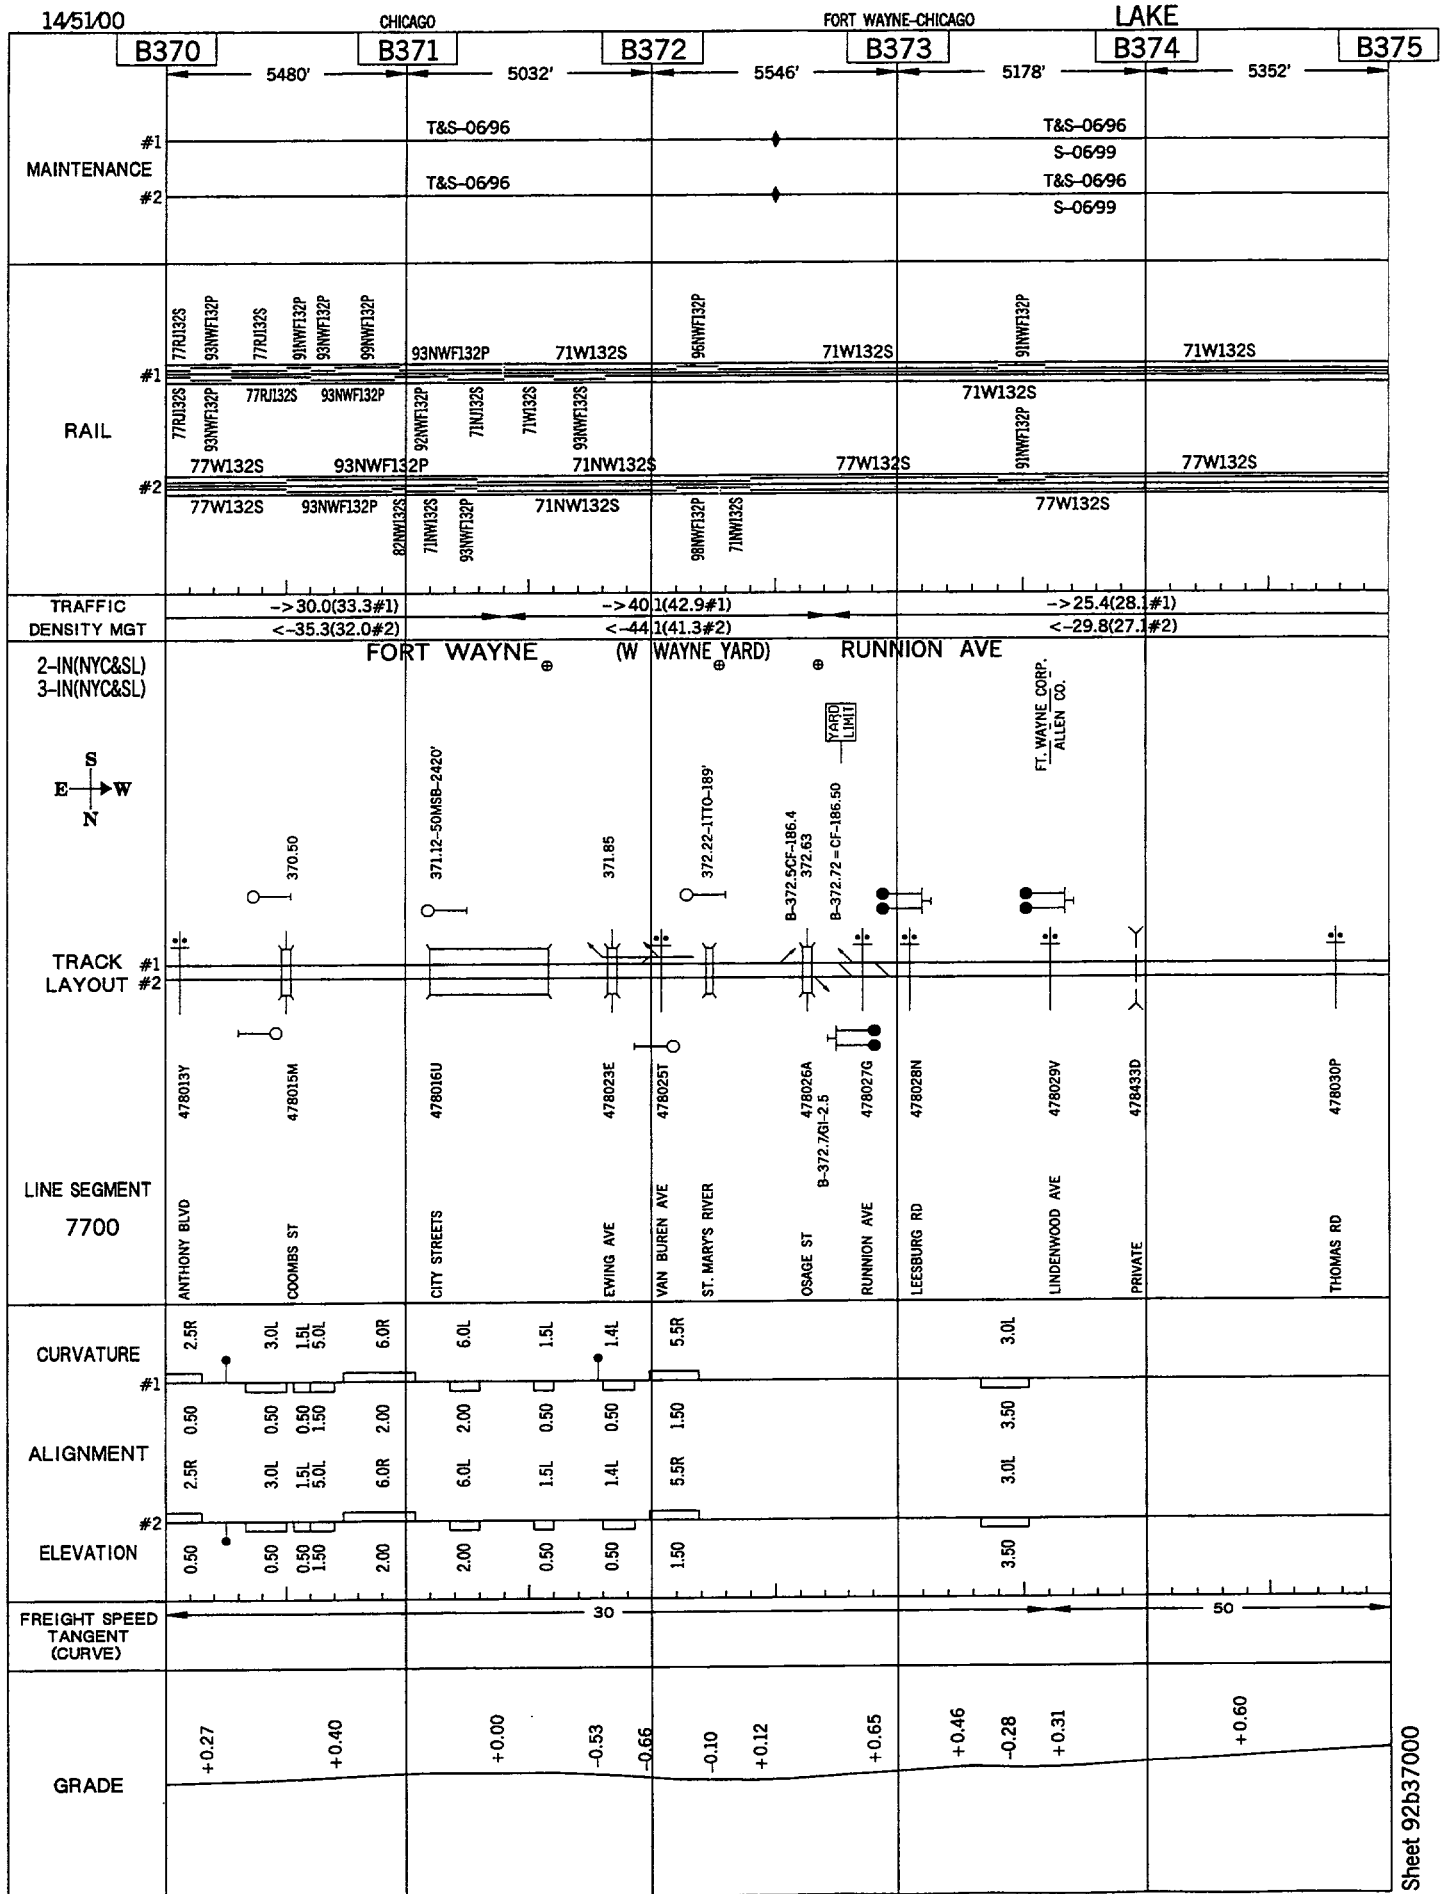 14/51/00 CHICAGO FORT WAYNE-CHICAGO LAKE
B370 B371 B372 B373 B374 B375
5480' 5032' 5546' 5178' 5352'
MAINTENANCE
#1 T&S-06/96 T&S-06/96
S-06/99
#2 T&S-06/96 T&S-06/96
S-06/99
RAIL
77RJ132S 93NWF132P 77RJ132S 91NWF132P 93NWF132P 99NWF132P 93NWF132P 71W132S 96NWF132P 71W132S 91NWF132P 71W132S
#1
77RJ132S 93NWF132P 77RJ132S 93NWF132P 92NWF132P 71NJ132S 71W132S 93NWF132S 71W132S
77W132S 93NWF132P 71NW132S 77W132S 91NWF132P 77W132S
#2
77W132S 93NWF132P 82NW132S 71NW132S 93NWF132P 71NW132S 98NWF132P 71NW132S 77W132S
TRAFFIC ->30.0(33.3#1) ->40.1(42.9#1) ->25.4(28.1#1)
DENSITY MGT <-35.3(32.0#2) <-44.1(41.3#2) <-29.8(27.1#2)
FORT WAYNE (W WAYNE YARD) RUNNION AVE
2-IN(NYC&SL)
3-IN(NYC&SL)
S
E W
N
YARD LIMIT
FT. WAYNE CORP.
ALLEN CO.
370.50 371.12-50MSB-2420' 371.85 372.22-1TTO-189' B-372.5/CF-186.4 372.63 B-372.72=CF-186.50
TRACK #1
LAYOUT #2
478013Y 478015M 478016U 478023E 478025T 478026A 478027G 478028N 478029V 478433D 478030P
B-372.7/GI-2.5
LINE SEGMENT
7700
ANTHONY BLVD COOMBS ST CITY STREETS EWING AVE VAN BUREN AVE ST. MARY'S RIVER OSAGE ST RUNNION AVE LEESBURG RD LINDENWOOD AVE PRIVATE THOMAS RD
CURVATURE
2.5R 3.0L 1.5L 5.0L 6.0R 6.0L 1.5L 1.4L 5.5R 3.0L
#1
0.50 0.50 0.50 1.50 2.00 2.00 0.50 0.50 1.50 3.50
ALIGNMENT
2.5R 3.0L 1.5L 5.0L 6.0R 6.0L 1.5L 1.4L 5.5R 3.0L
#2
ELEVATION
0.50 0.50 0.50 1.50 2.00 2.00 0.50 0.50 1.50 3.50
FREIGHT SPEED 30 50
TANGENT
(CURVE)
GRADE
+0.27 +0.40 +0.00 -0.53 -0.66 -0.10 +0.12 +0.65 +0.46 -0.28 +0.31 +0.60
Sheet 92b37000